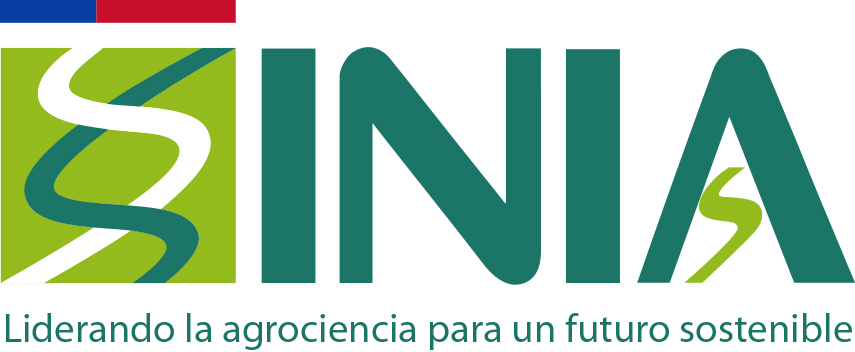 INIA
Liderando la agrociencia para un futuro sostenible